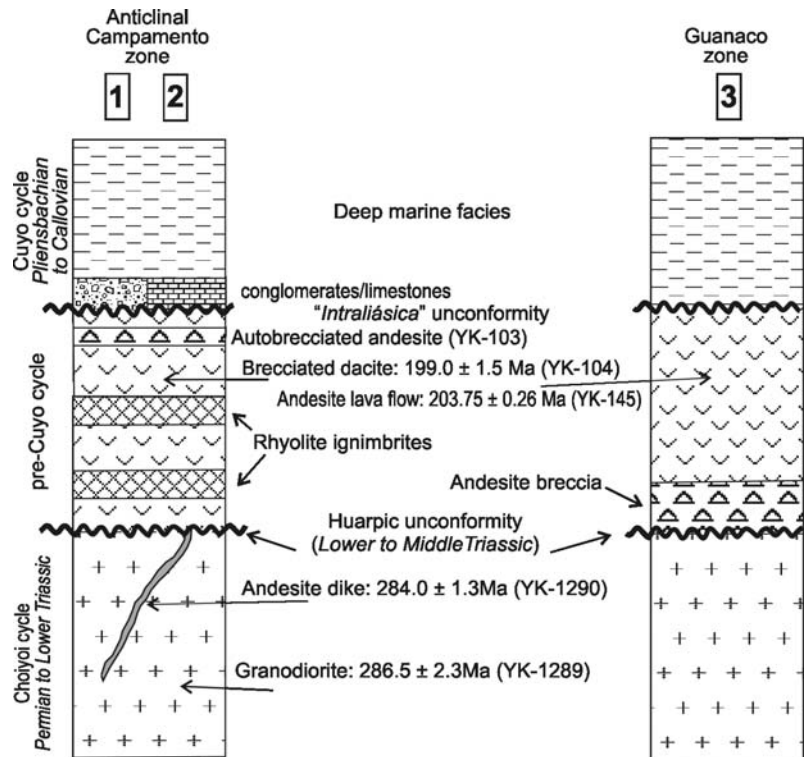 Anticlinal
Campamento
zone
1
2
Guanaco
zone
3
Cuyo cycle
Pliensbachian
to Callovian
Deep marine facies
conglomerates/limestones
"Intraliásica" unconformity
Autobrecciated andesite (YK-103)
Brecciated dacite: 199.0 ± 1.5 Ma (YK-104)
Andesite lava flow: 203.75 ± 0.26 Ma (YK-145)
pre-Cuyo cycle
Rhyolite ignimbrites
Andesite breccia
Huarpic unconformity
(Lower to MiddleTriassic)
Choiyoi cycle
Permian to Lower Triassic
Andesite dike: 284.0 ± 1.3Ma (YK-1290)
Granodiorite: 286.5 ± 2.3Ma (YK-1289)